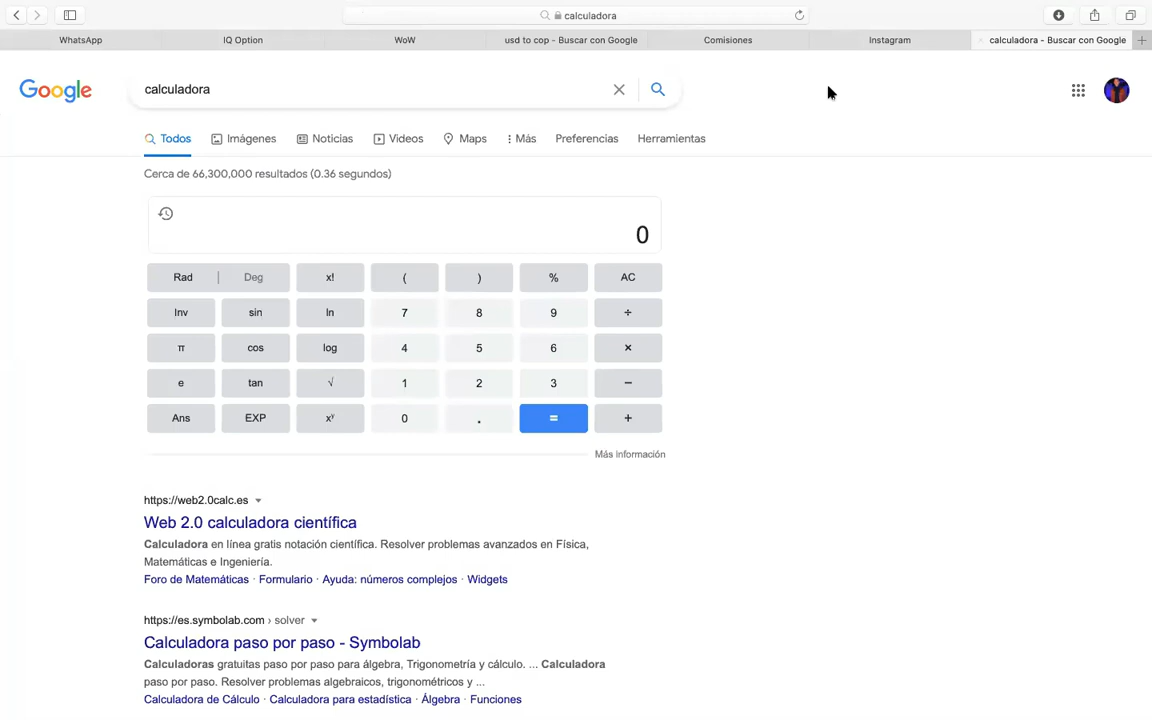 calculadora
WhatsApp IQ Option WoW usd to cop - Buscar con Google Comisiones Instagram calculadora - Buscar con Google
Google calculadora
Todos Imágenes Noticias Videos Maps Más Preferencias Herramientas
Cerca de 66,300,000 resultados (0.36 segundos)
0
Rad | Deg x! ( ) % AC
Inv sin ln 7 8 9 ÷
π cos log 4 5 6 ×
e tan √ 1 2 3 −
Ans EXP xʸ 0 . = +
Más información
https://web2.0calc.es
Web 2.0 calculadora científica
Calculadora en línea gratis notación científica. Resolver problemas avanzados en Física,
Matemáticas e Ingeniería.
Foro de Matemáticas · Formulario · Ayuda: números complejos · Widgets
https://es.symbolab.com › solver
Calculadora paso por paso - Symbolab
Calculadoras gratuitas paso por paso para álgebra, Trigonometría y cálculo. ... Calculadora
paso por paso. Resolver problemas algebraicos, trigonométricos y ...
Calculadora de Cálculo · Calculadora para estadística · Álgebra · Funciones